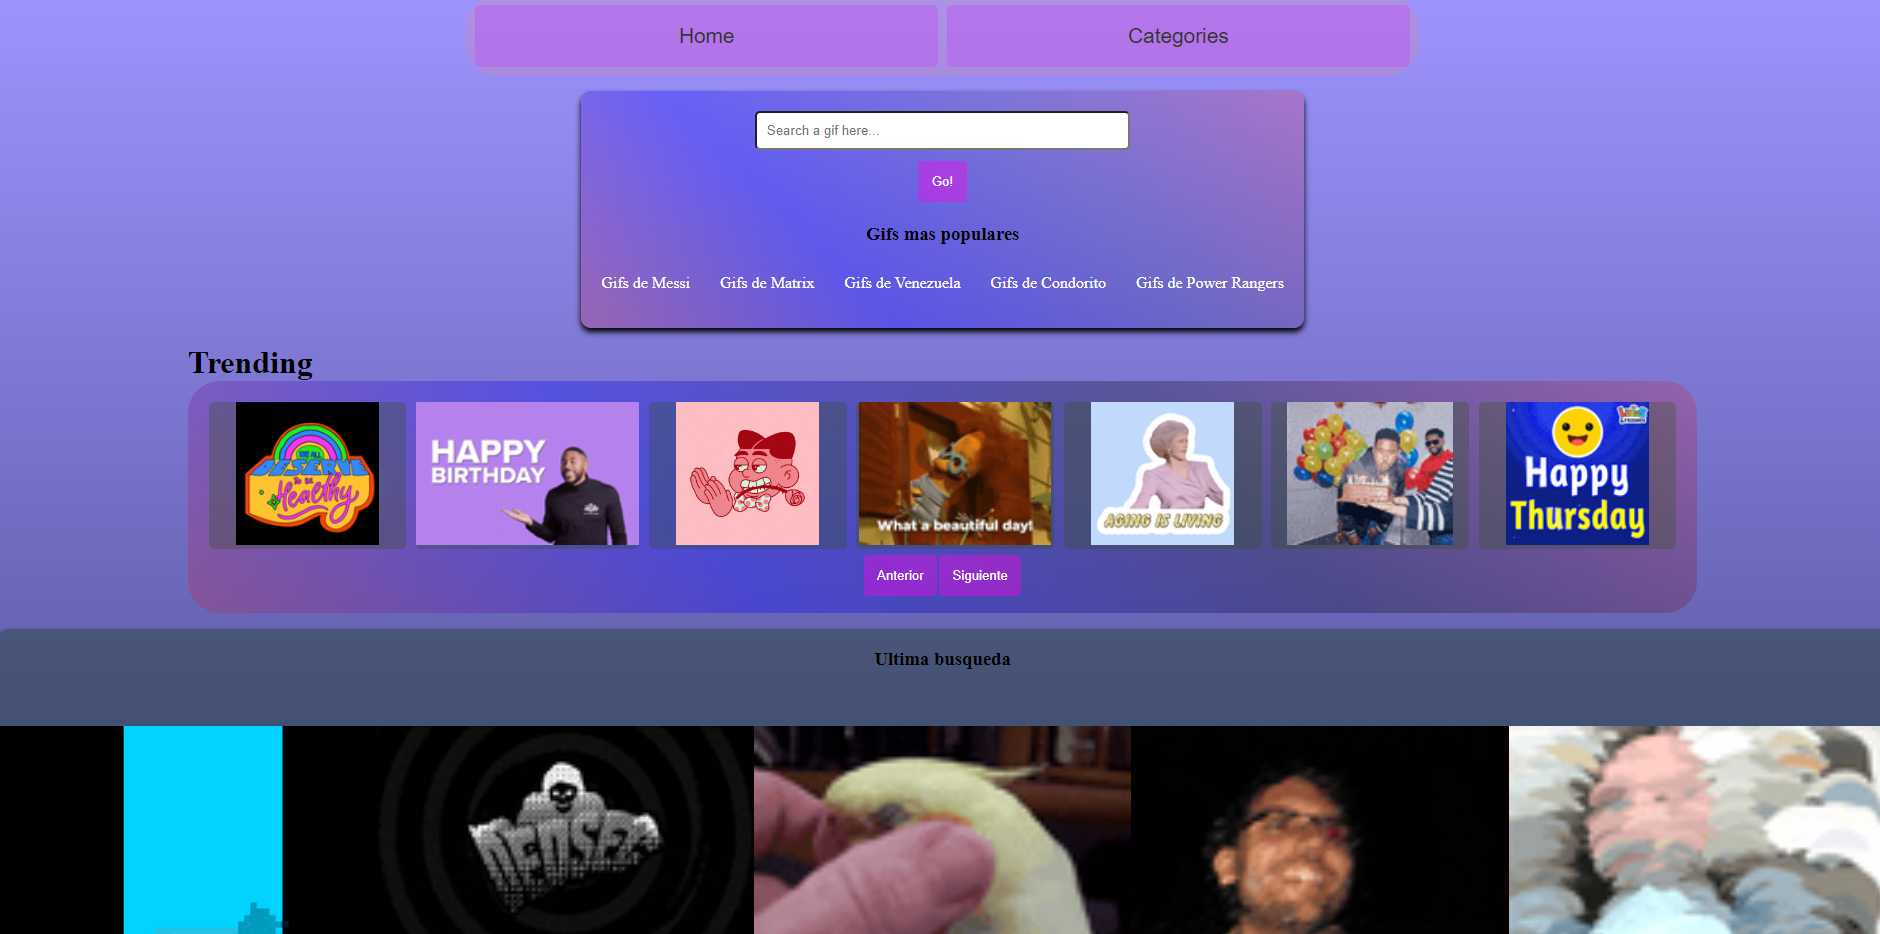 Home
Categories
Search a gif here...
Go!
Gifs mas populares
Gifs de Messi
Gifs de Matrix
Gifs de Venezuela
Gifs de Condorito
Gifs de Power Rangers
Trending
WE ALL
DESERVE
TO BE
Healthy
HAPPY
BIRTHDAY
What a beautiful day!
AGING IS LIVING
Happy
Thursday
Anterior
Siguiente
Ultima busqueda